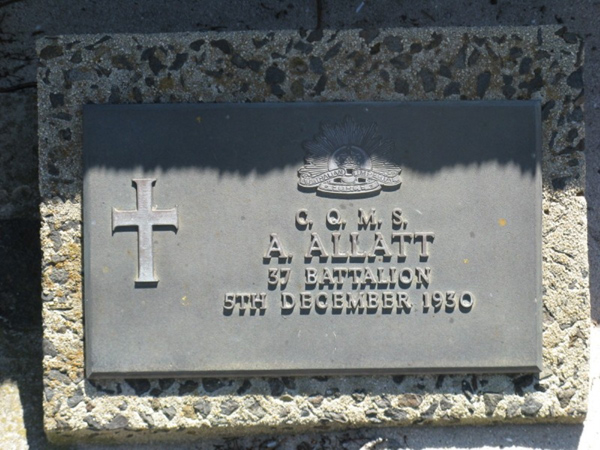 C. Q. M. S.
A. ALLATT
37 BATTALION
5TH DECEMBER, 1930